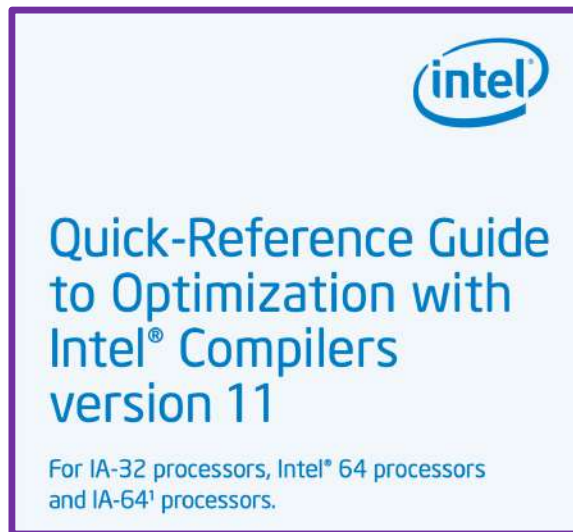 intel®
Quick-Reference Guide
to Optimization with
Intel® Compilers
version 11
For IA-32 processors, Intel® 64 processors
and IA-64¹ processors.